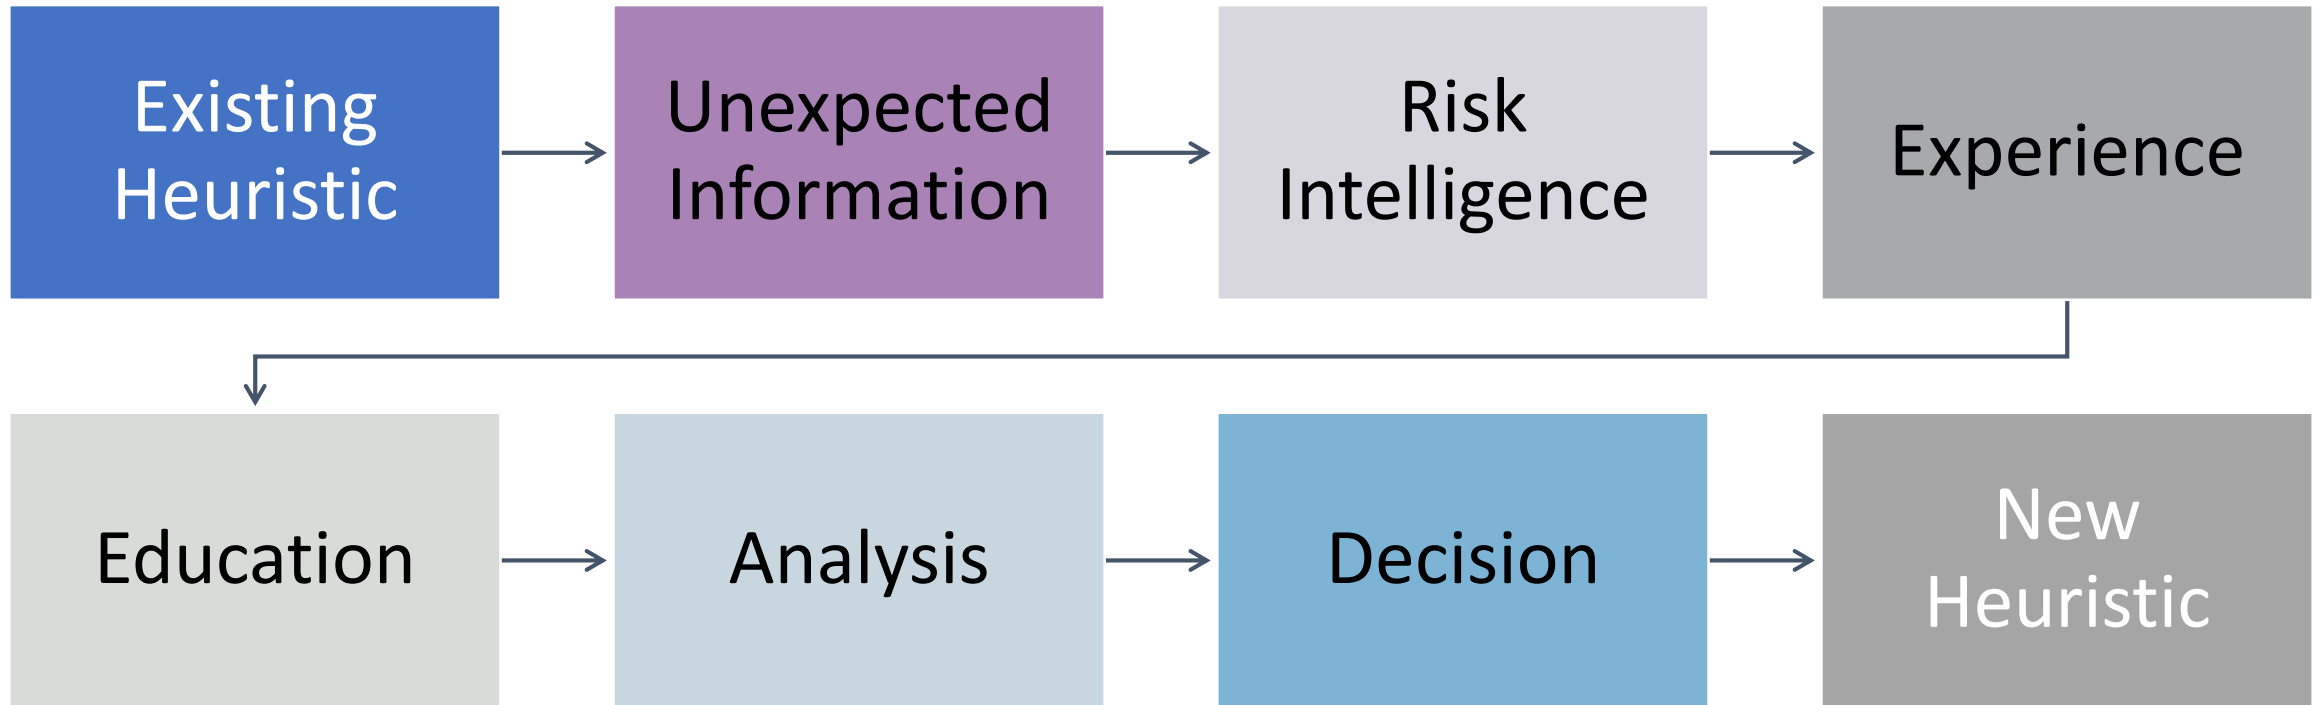 Existing
Heuristic
Unexpected
Information
Risk
Intelligence
Experience
Education
Analysis
Decision
New
Heuristic